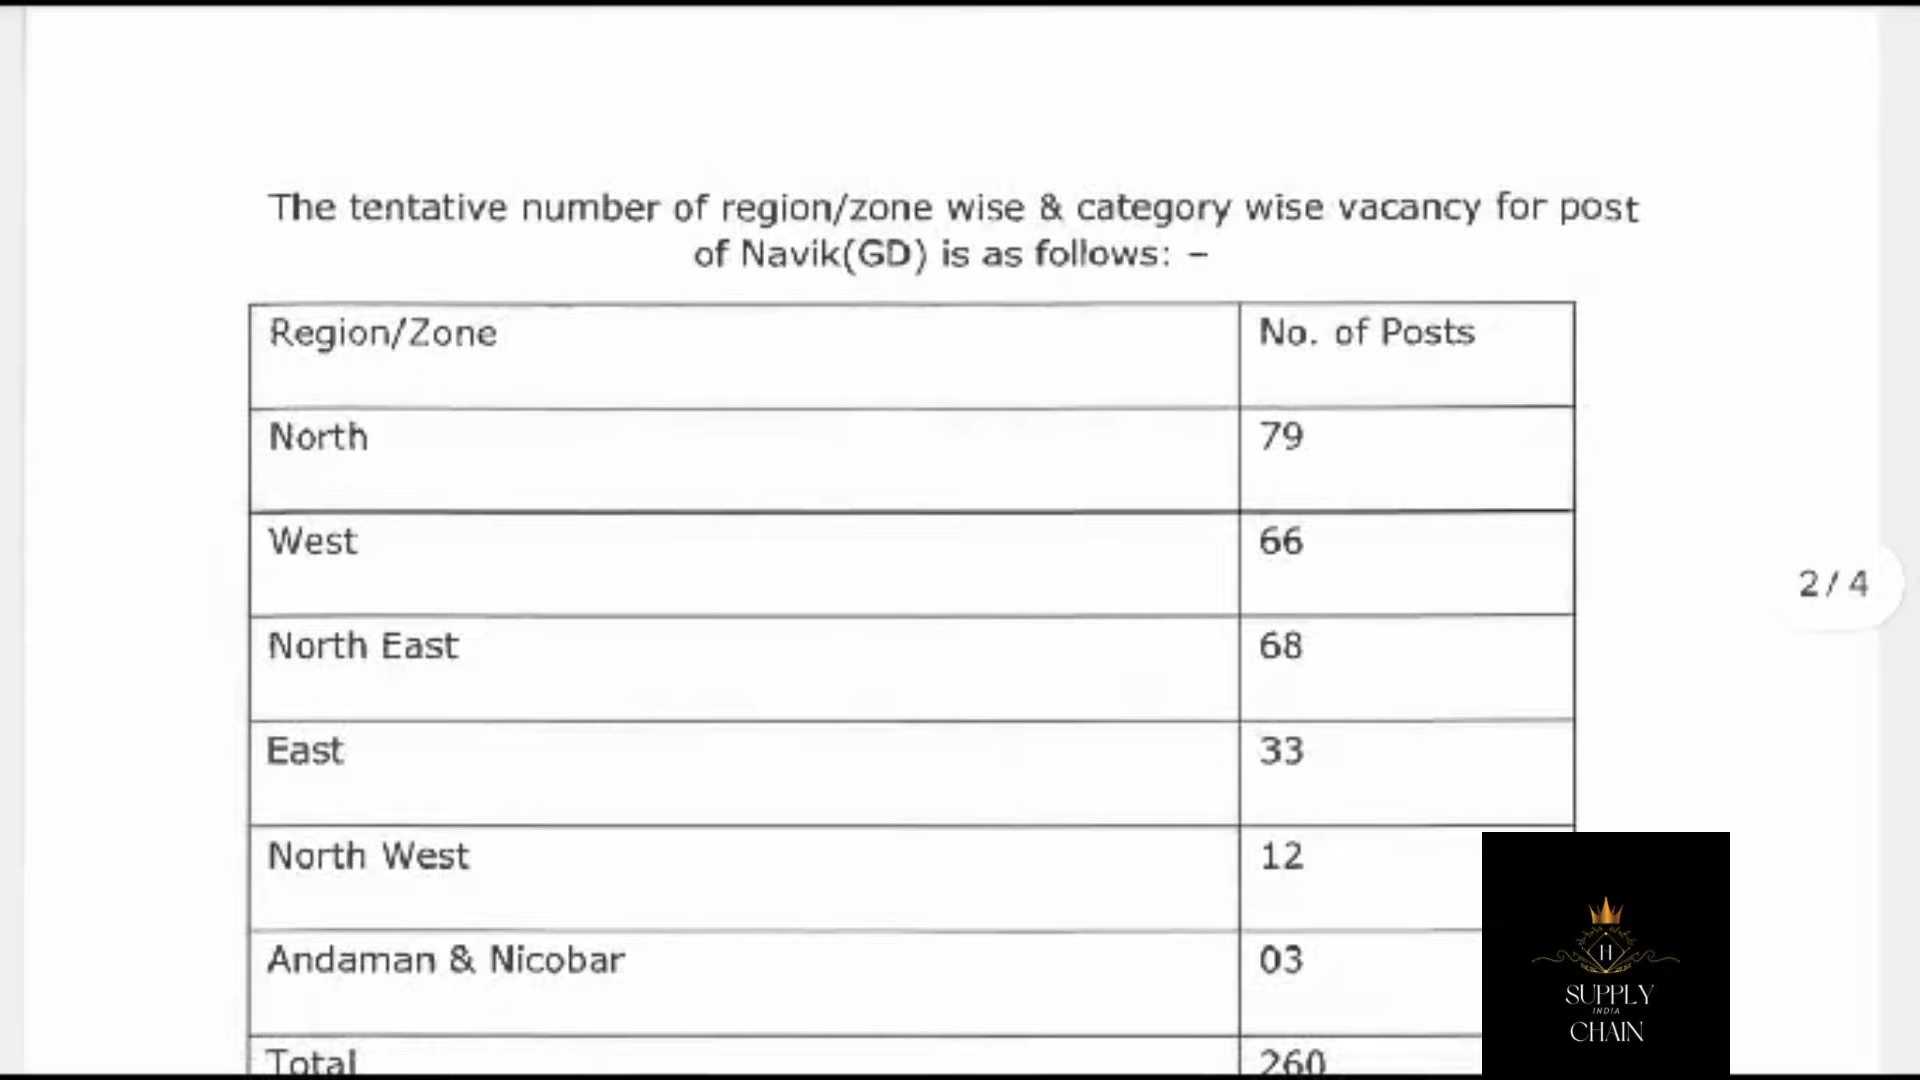 The tentative number of region/zone wise & category wise vacancy for post
of Navik(GD) is as follows: –
Region/Zone No. of Posts
North 79
West 66
North East 68
East 33
North West 12
Andaman & Nicobar 03
Total 260
2 / 4
H
SUPPLY
INDIA
CHAIN